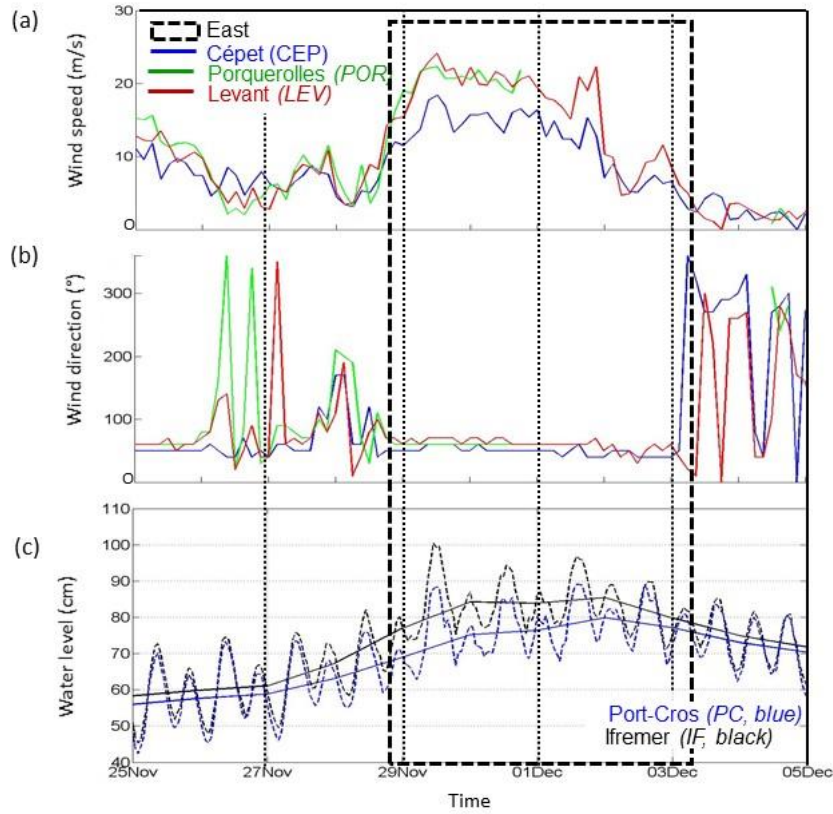 (a)
30
20
10
0
Wind speed (m/s)
East
Cépet (CEP)
Porquerolles (POR)
Levant (LEV)
(b)
300
200
100
0
Wind direction (°)
(c)
110
100
90
80
70
60
50
40
Water level (cm)
Port-Cros (PC, blue)
Ifremer (IF, black)
25Nov 27Nov 29Nov 01Dec 03Dec 05Dec
Time